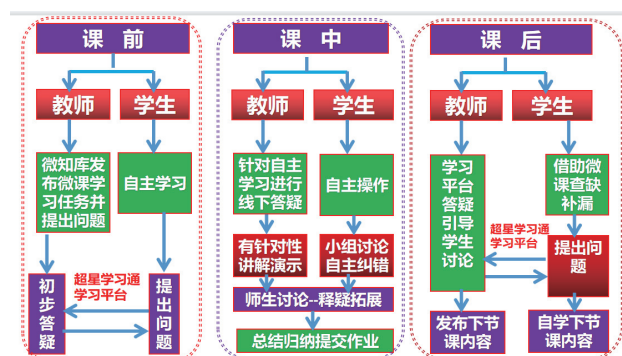 课 前
教师
学生
微知库发
布微课学
习任务并
提出问题
自主学习
超星学习通
学习平台
初
步
答
疑
提
出
问
题
课 中
教师
学生
针对自主
学习进行
线下答疑
自主操作
有针对性
讲解演示
小组讨论
自主纠错
师生讨论--释疑拓展
总结归纳提交作业
课 后
教师
学生
学习
平台
答疑
引导
学生
讨论
借助微
课查缺
补漏
超星学习通
学习平台
提出问
题
发布下节
课内容
自学下节
课内容